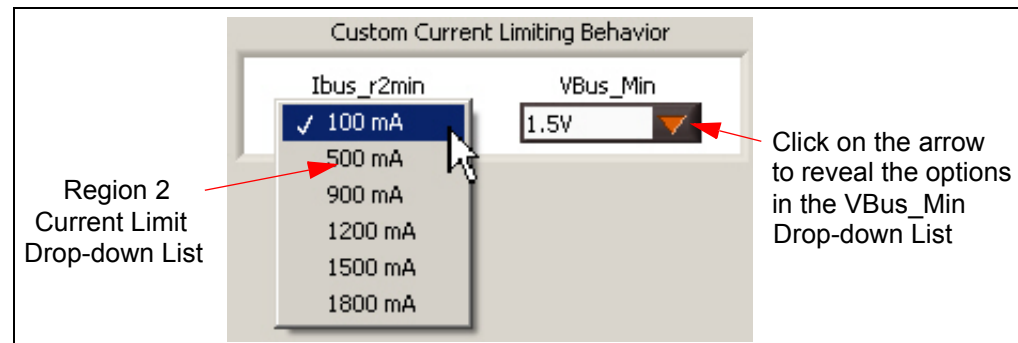 Custom Current Limiting Behavior
Ibus_r2min
VBus_Min
✓ 100 mA
500 mA
900 mA
1200 mA
1500 mA
1800 mA
1.5V
Region 2
Current Limit
Drop-down List
Click on the arrow
to reveal the options
in the VBus_Min
Drop-down List